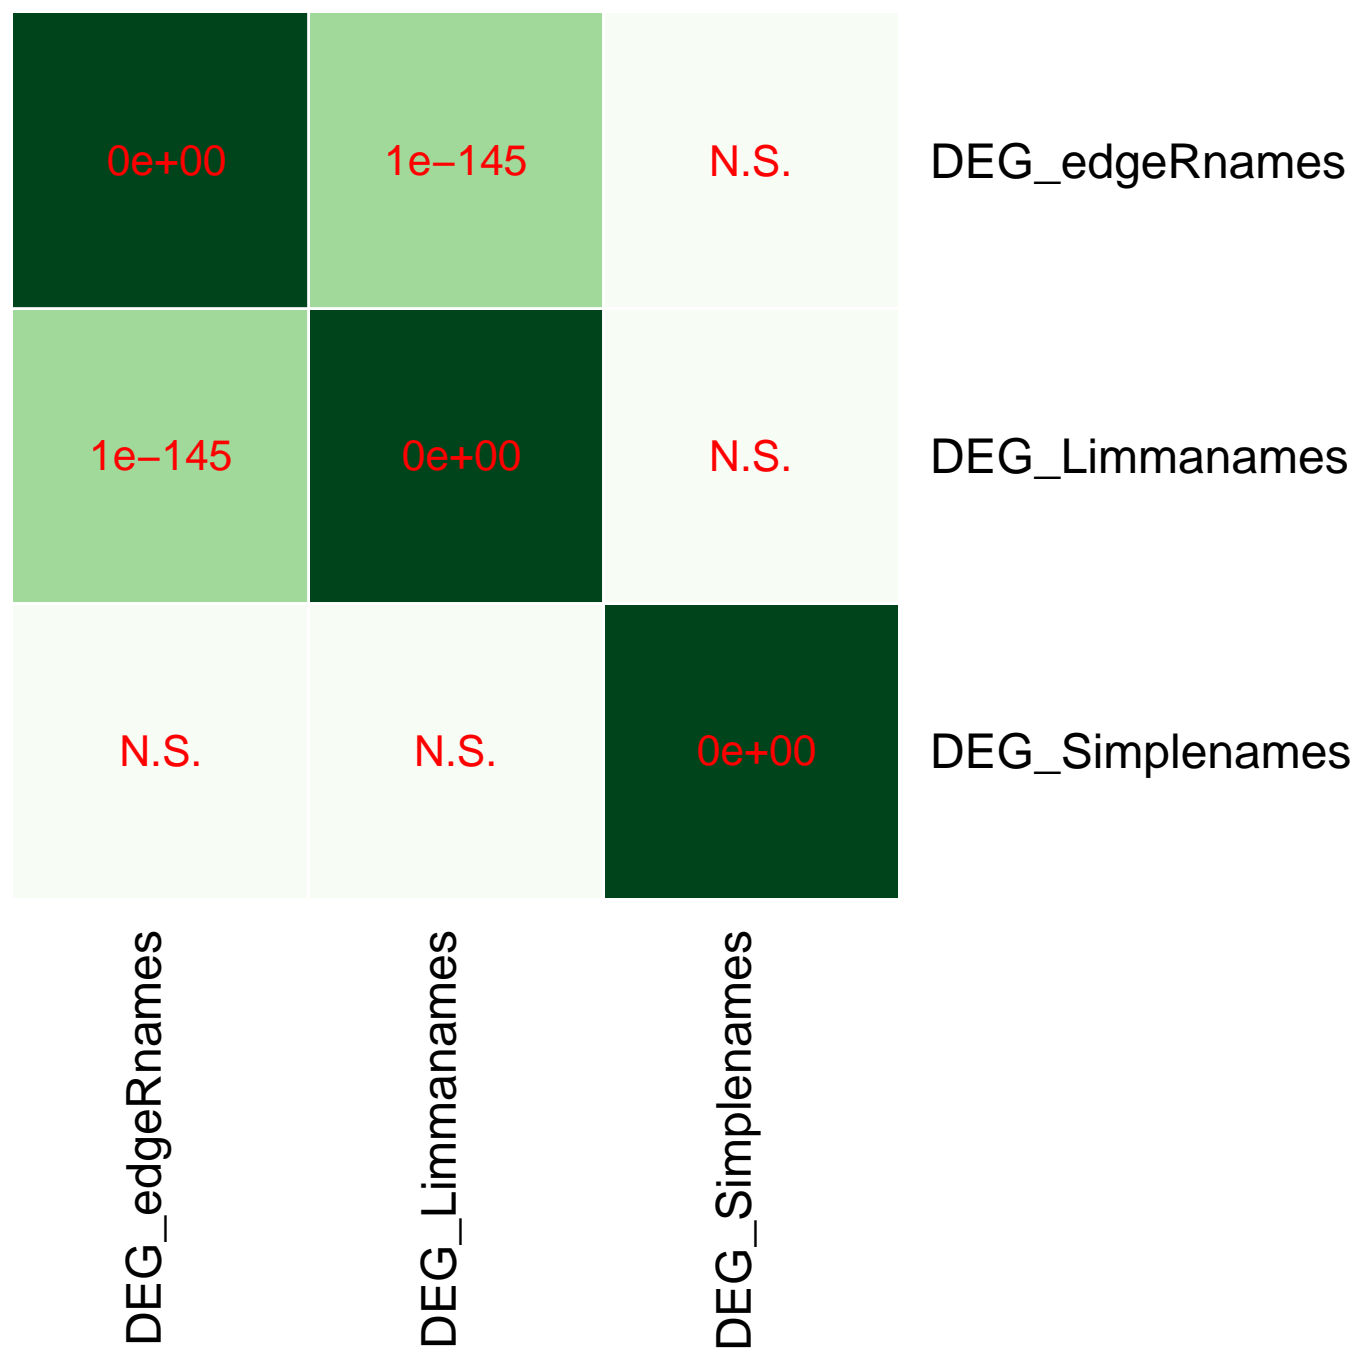 0e+00 1e−145 N.S. DEG_edgeRnames
1e−145 0e+00 N.S. DEG_Limmanames
N.S. N.S. 0e+00 DEG_Simplenames
DEG_edgeRnames
DEG_Limmanames
DEG_Simplenames